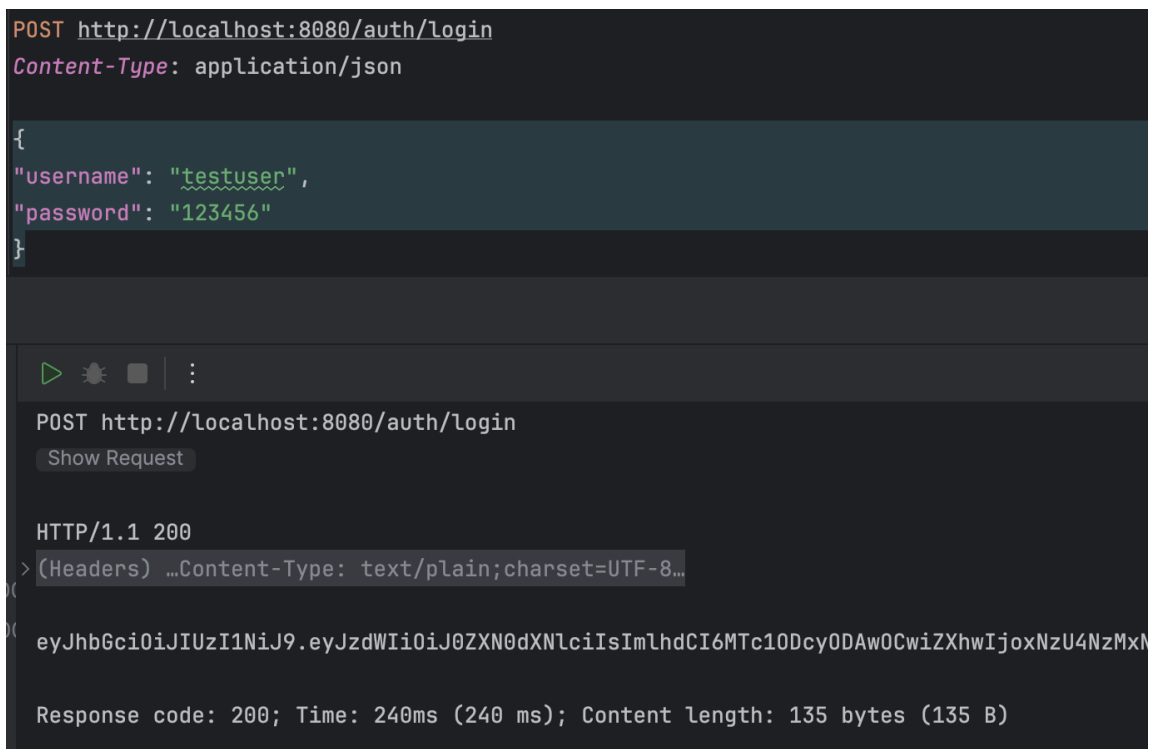 POST http://localhost:8080/auth/login
Content-Type: application/json
{
"username": "testuser",
"password": "123456"
}
POST http://localhost:8080/auth/login
Show Request
HTTP/1.1 200
(Headers) …Content-Type: text/plain;charset=UTF-8…
eyJhbGciOiJIUzI1NiJ9.eyJzdWIiOiJ0ZXN0dXNlciIsImlhdCI6MTc1ODcyODAwOCwiZXhwIjoxNzU4NzMxN
Response code: 200; Time: 240ms (240 ms); Content length: 135 bytes (135 B)